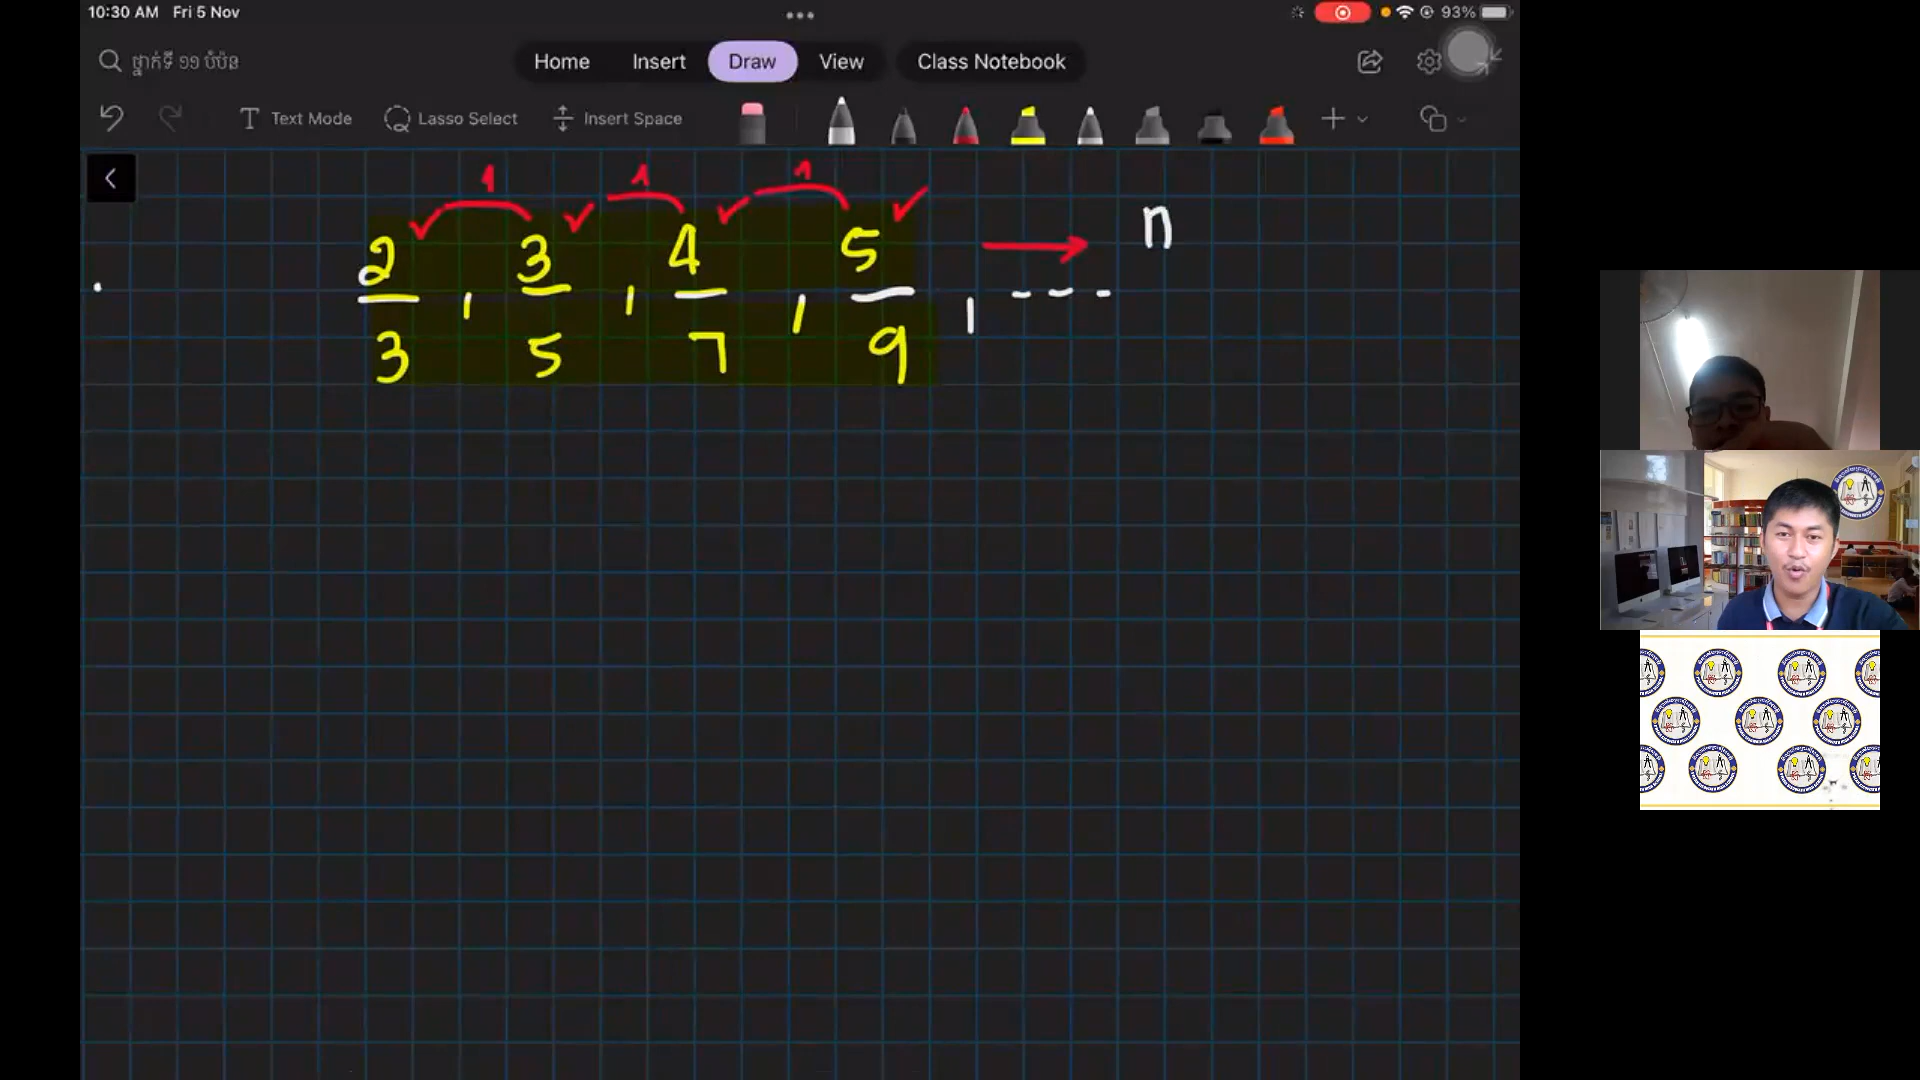 10:30 AM Fri 5 Nov
93%
ថ្នាក់ទី ១១ បំប៉ន
Home Insert Draw View Class Notebook
Text Mode Lasso Select Insert Space
1 1 1
2 3 4 5 n
, , , , ---
3 5 7 9